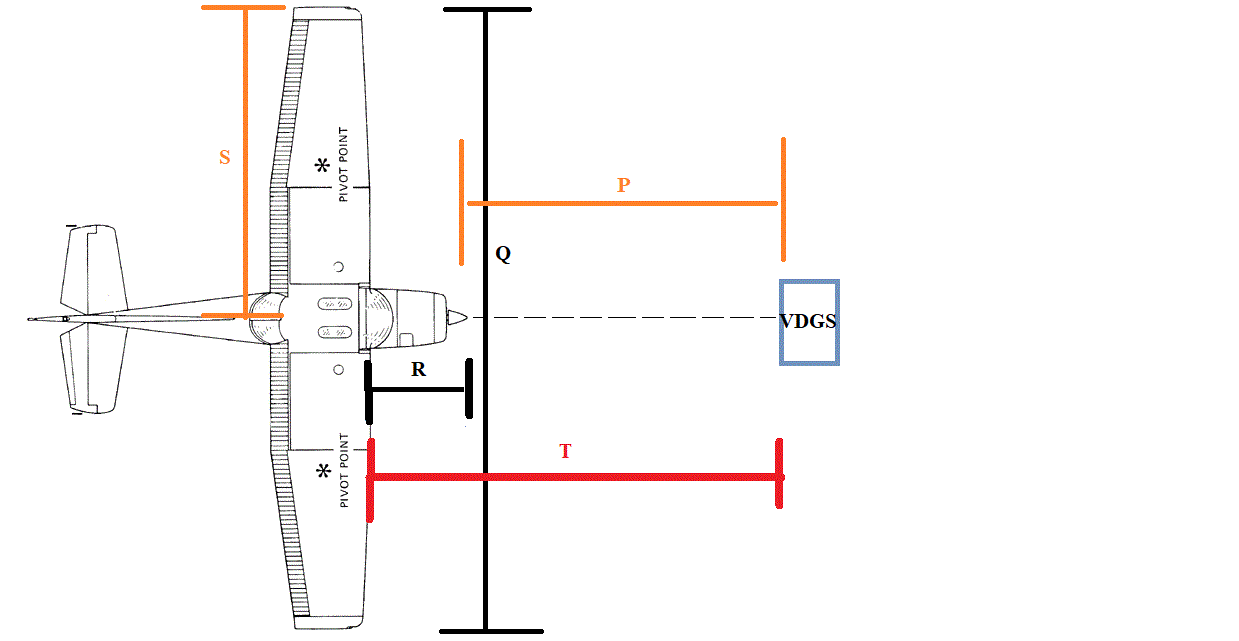 S
PIVOT POINT
*
P
Q
VDGS
R
T
PIVOT POINT
*